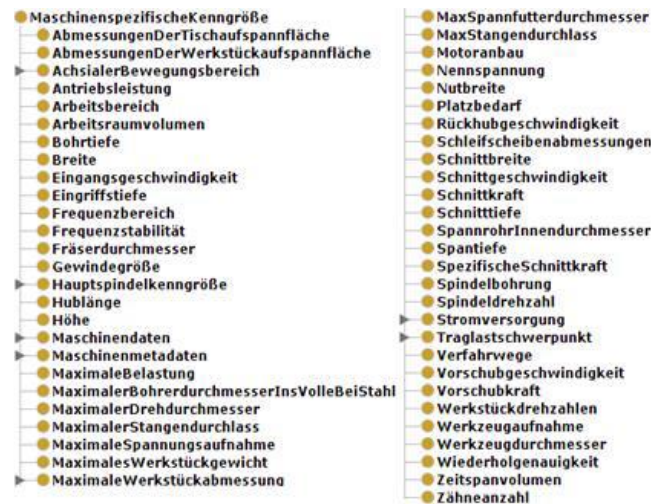 MaschinenspezifischeKenngröße
AbmessungenDerTischaufspannfläche
AbmessungenDerWerkstückaufspannfläche
AchsialerBewegungsbereich
Antriebsleistung
Arbeitsbereich
Arbeitsraumvolumen
Bohrtiefe
Breite
Eingangsgeschwindigkeit
Eingriffstiefe
Frequenzbereich
Frequenzstabilität
Fräserdurchmesser
Gewindegröße
Hauptspindelkenngröße
Hublänge
Höhe
Maschinendaten
Maschinenmetadaten
MaximaleBelastung
MaximalerBohrerdurchmesserInsVolleBeiStahl
MaximalerDrehdurchmesser
MaximalerStangendurchlass
MaximaleSpannungsaufnahme
MaximalesWerkstückgewicht
MaximaleWerkstückabmessung
MaxSpannfutterdurchmesser
MaxStangendurchlass
Motoranbau
Nennspannung
Nutbreite
Platzbedarf
Rückhubgeschwindigkeit
Schleifscheibenabmessungen
Schnittbreite
Schnittgeschwindigkeit
Schnittkraft
Schnitttiefe
SpannrohrInnendurchmesser
Spantiefe
SpezifischeSchnittkraft
Spindelbohrung
Spindeldrehzahl
Stromversorgung
Traglastschwerpunkt
Verfahrwege
Vorschubgeschwindigkeit
Vorschubkraft
Werkstückdrehzahlen
Werkzeugaufnahme
Werkzeugdurchmesser
Wiederholgenauigkeit
Zeitspanvolumen
Zähneanzahl